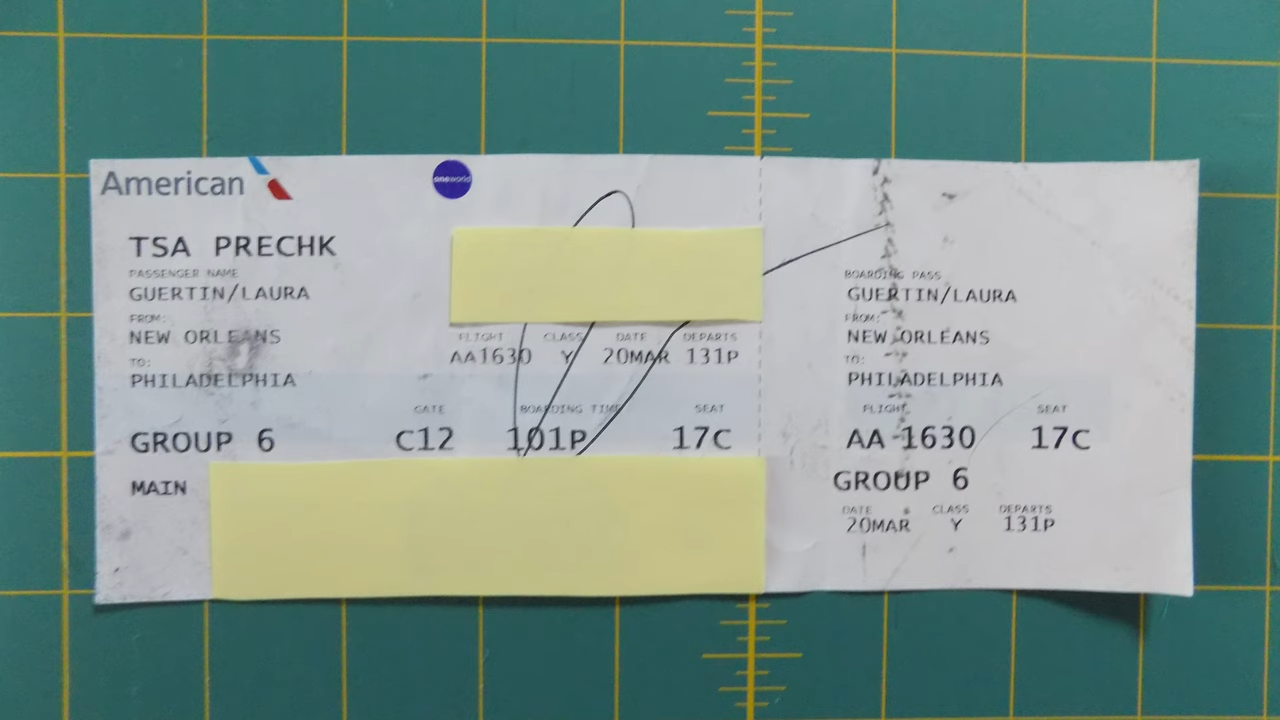 American
oneworld
TSA PRECHK
PASSENGER NAME
GUERTIN/LAURA
FROM:
NEW ORLEANS
TO:
PHILADELPHIA
FLIGHT CLASS DATE DEPARTS
AA1630 Y 20MAR 131P
GATE BOARDING TIME SEAT
GROUP 6 C12 101P 17C
MAIN
BOARDING PASS
GUERTIN/LAURA
FROM:
NEW ORLEANS
TO:
PHILADELPHIA
FLIGHT SEAT
AA 1630 17C
GROUP 6
DATE CLASS DEPARTS
20MAR Y 131P